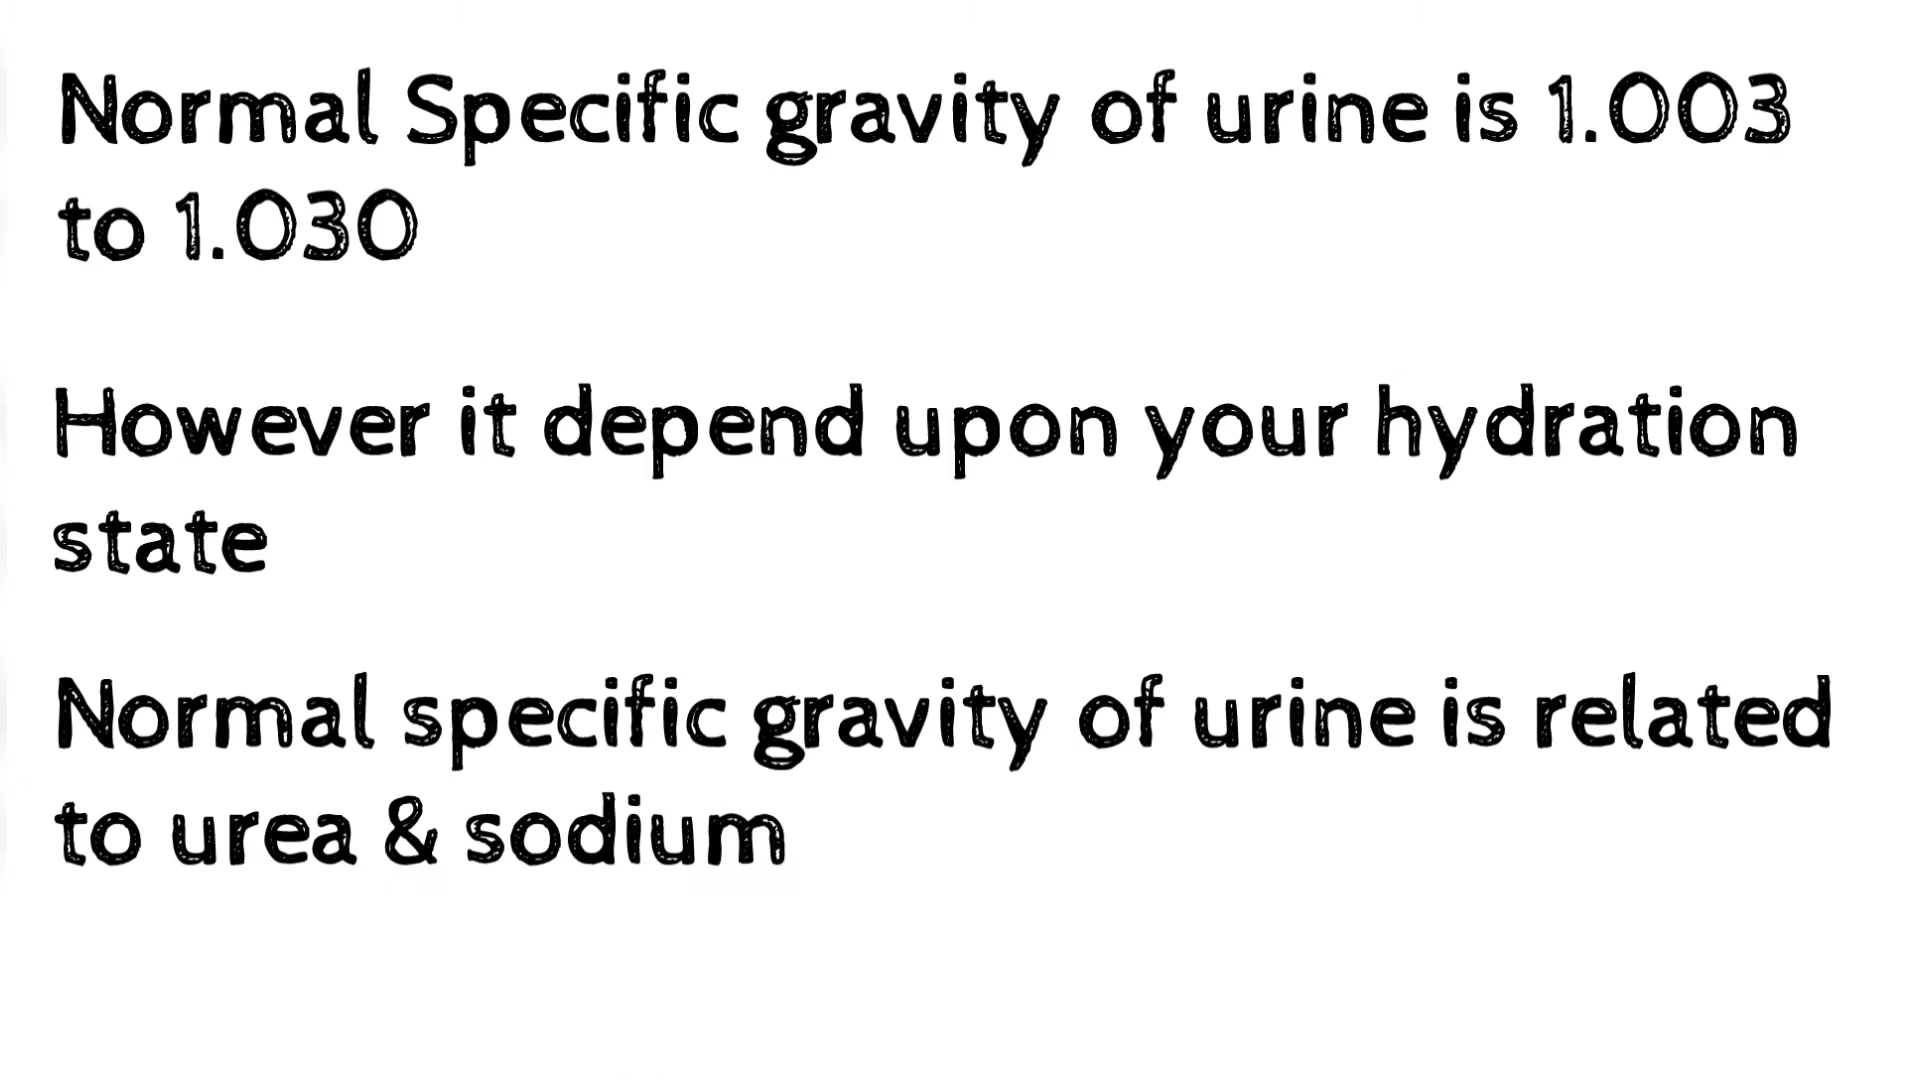 Normal Specific gravity of urine is 1.003
to 1.030
However it depend upon your hydration
state
Normal specific gravity of urine is related
to urea & sodium